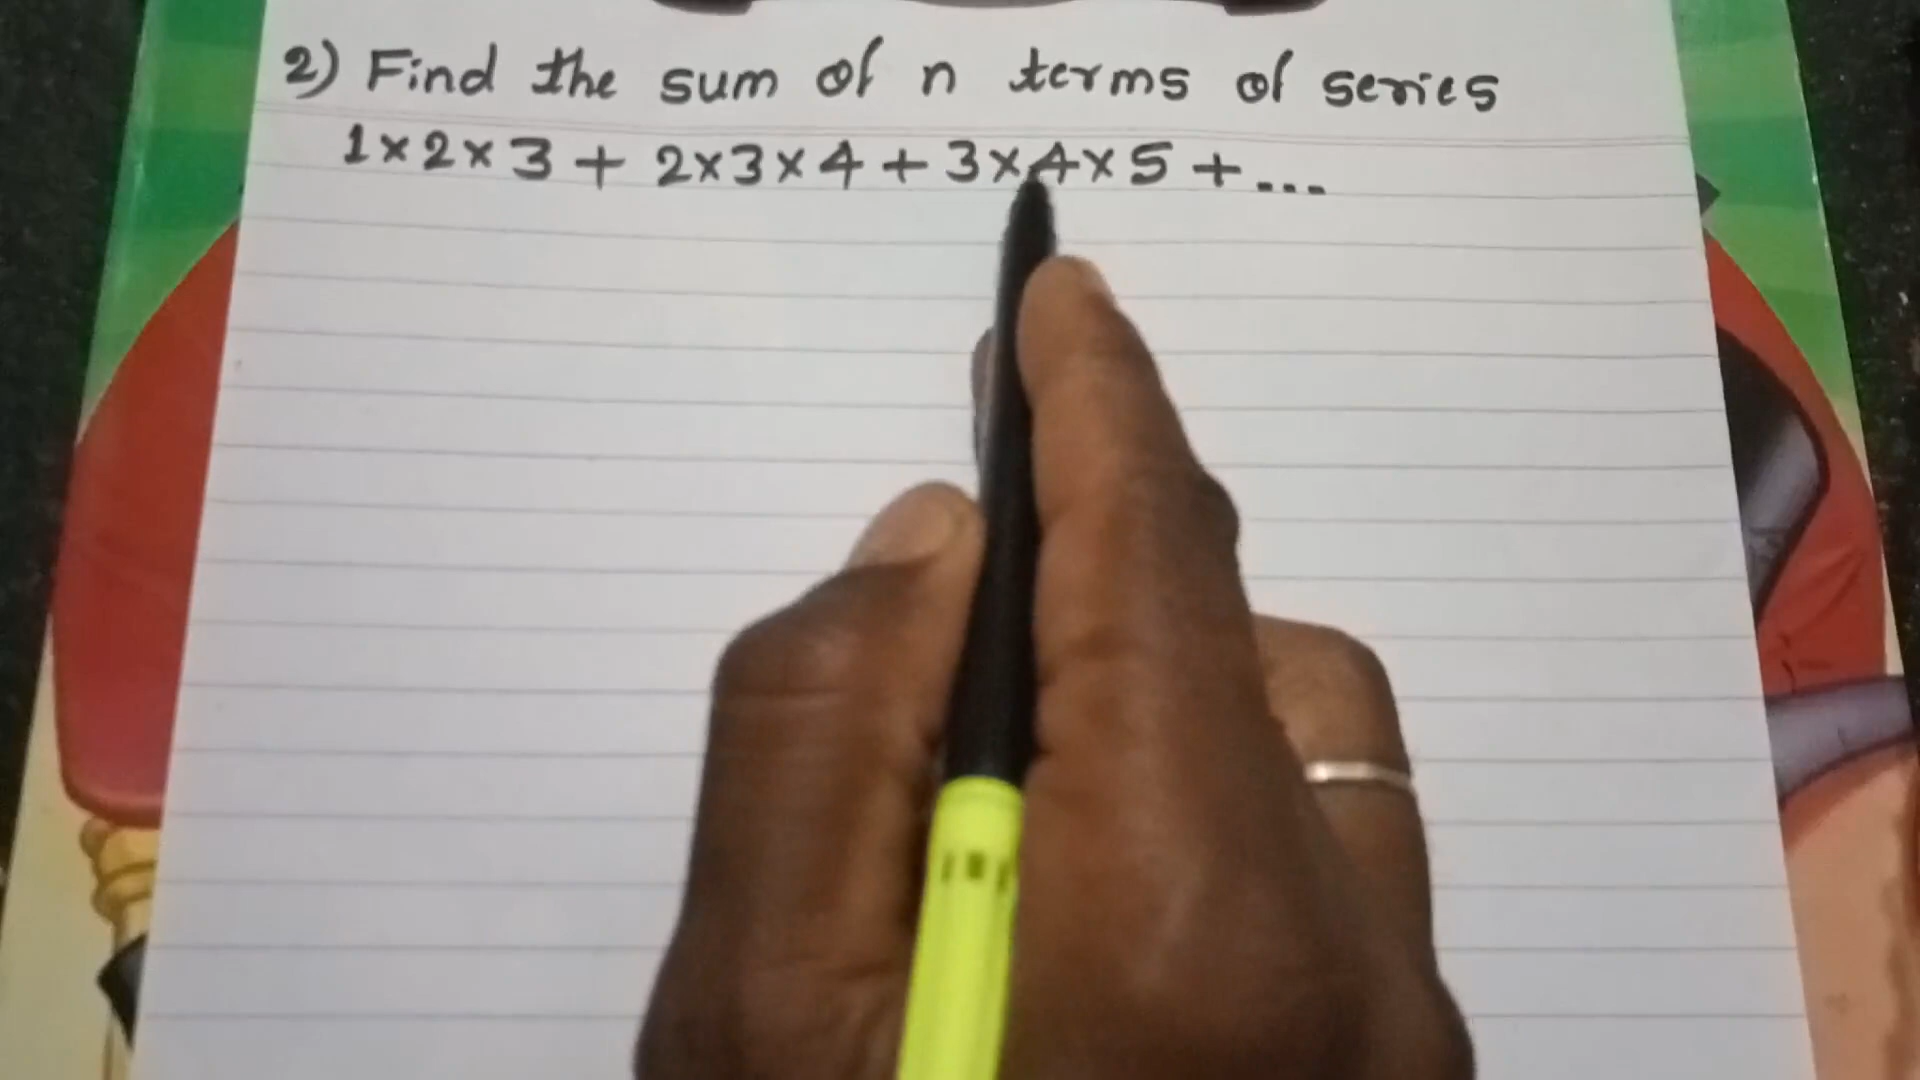 2) Find the sum of n terms of series
1×2×3 + 2×3×4 + 3×4×5 + ...